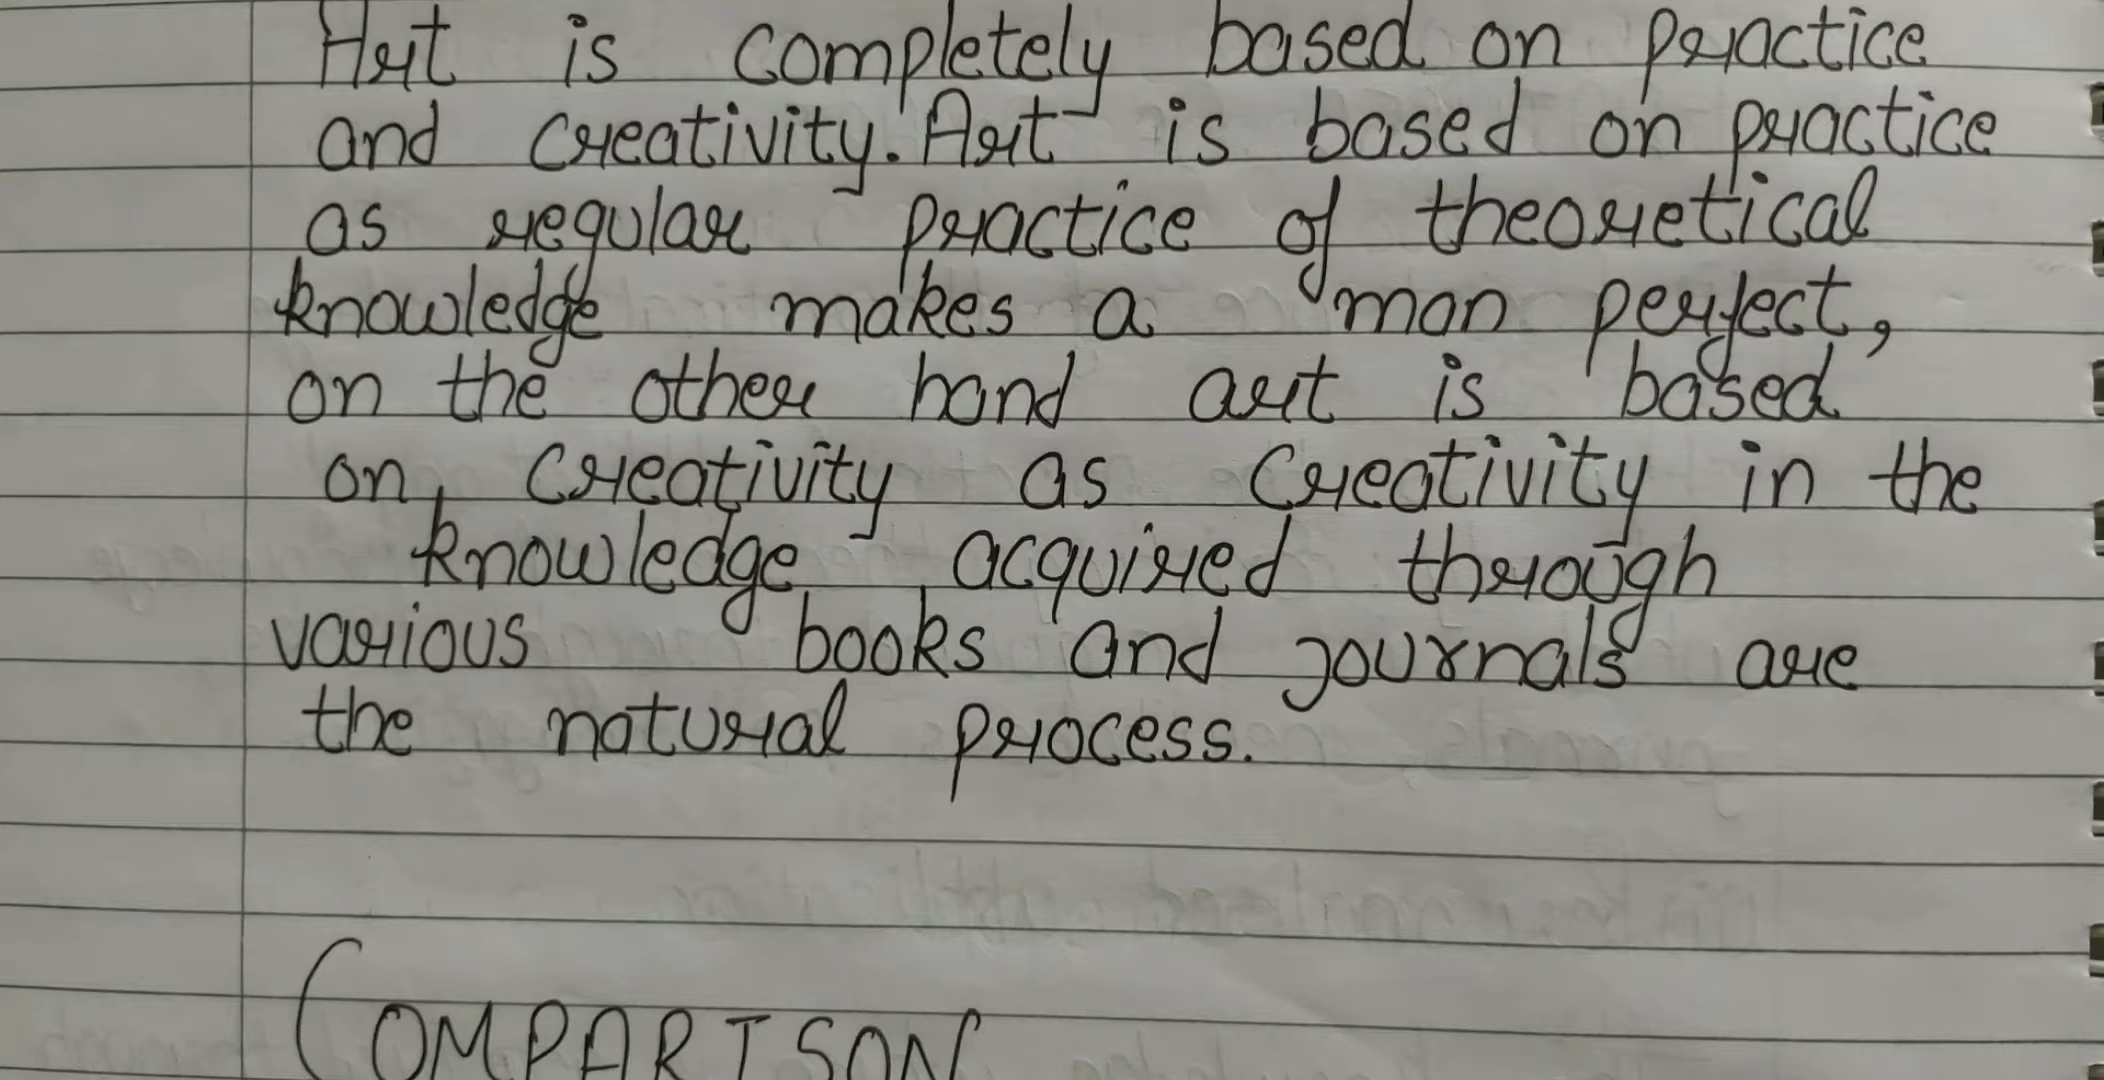 Art is completely based on practice
and creativity. Art is based on practice
as regular practice of theoretical
knowledge makes a man perfect,
on the other hand art is based
on creativity as creativity in the
knowledge acquired through
various books and journals are
the natural process.
COMPARISON